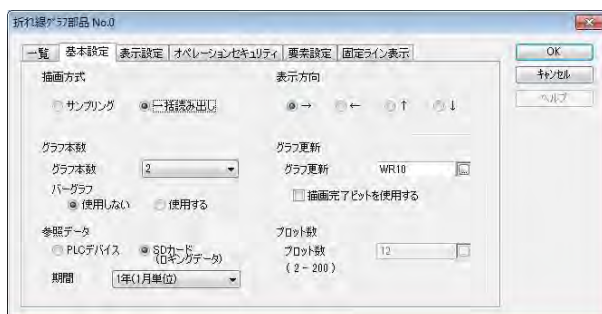 折れ線ｸﾞﾗﾌ部品 No.0
一覧 基本設定 表示設定 オペレーションセキュリティ 要素設定 固定ライン表示
OK
ｷｬﾝｾﾙ
ヘルプ
描画方式
サンプリング 一括読み出し
表示方向
→ ← ↑ ↓
グラフ本数
グラフ本数 2
バーグラフ
使用しない 使用する
グラフ更新
グラフ更新 WR10 ...
描画完了ビットを使用する
参照データ
PLCデバイス SDカード
(ロギングデータ)
期間 1年(1月単位)
プロット数
プロット数 12
(2-200)